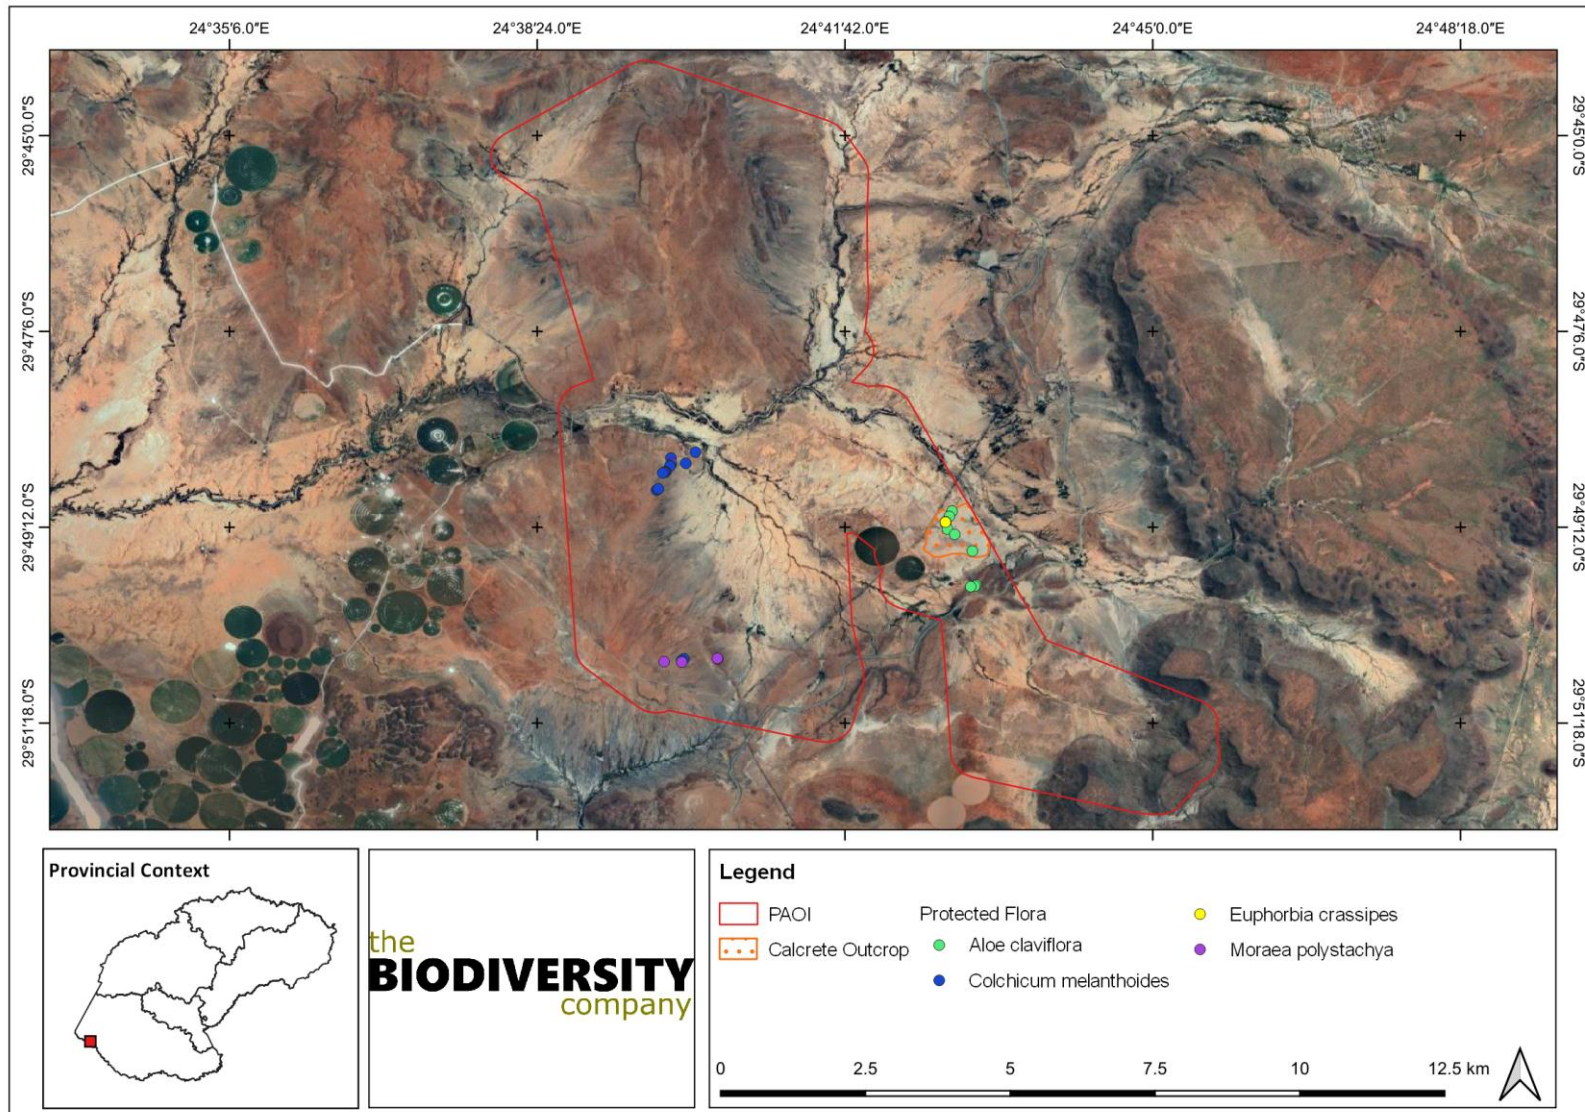 24°35'6.0"E 24°38'24.0"E 24°41'42.0"E 24°45'0.0"E 24°48'18.0"E
29°45'0.0"S 29°45'0.0"S
29°47'6.0"S 29°47'6.0"S
29°49'12.0"S 29°49'12.0"S
29°51'18.0"S 29°51'18.0"S
Provincial Context
the
BIODIVERSITY
company
Legend
PAOI
Calcrete Outcrop
Protected Flora
Aloe claviflora
Colchicum melanthoides
Euphorbia crassipes
Moraea polystachya
0 2.5 5 7.5 10 12.5 km